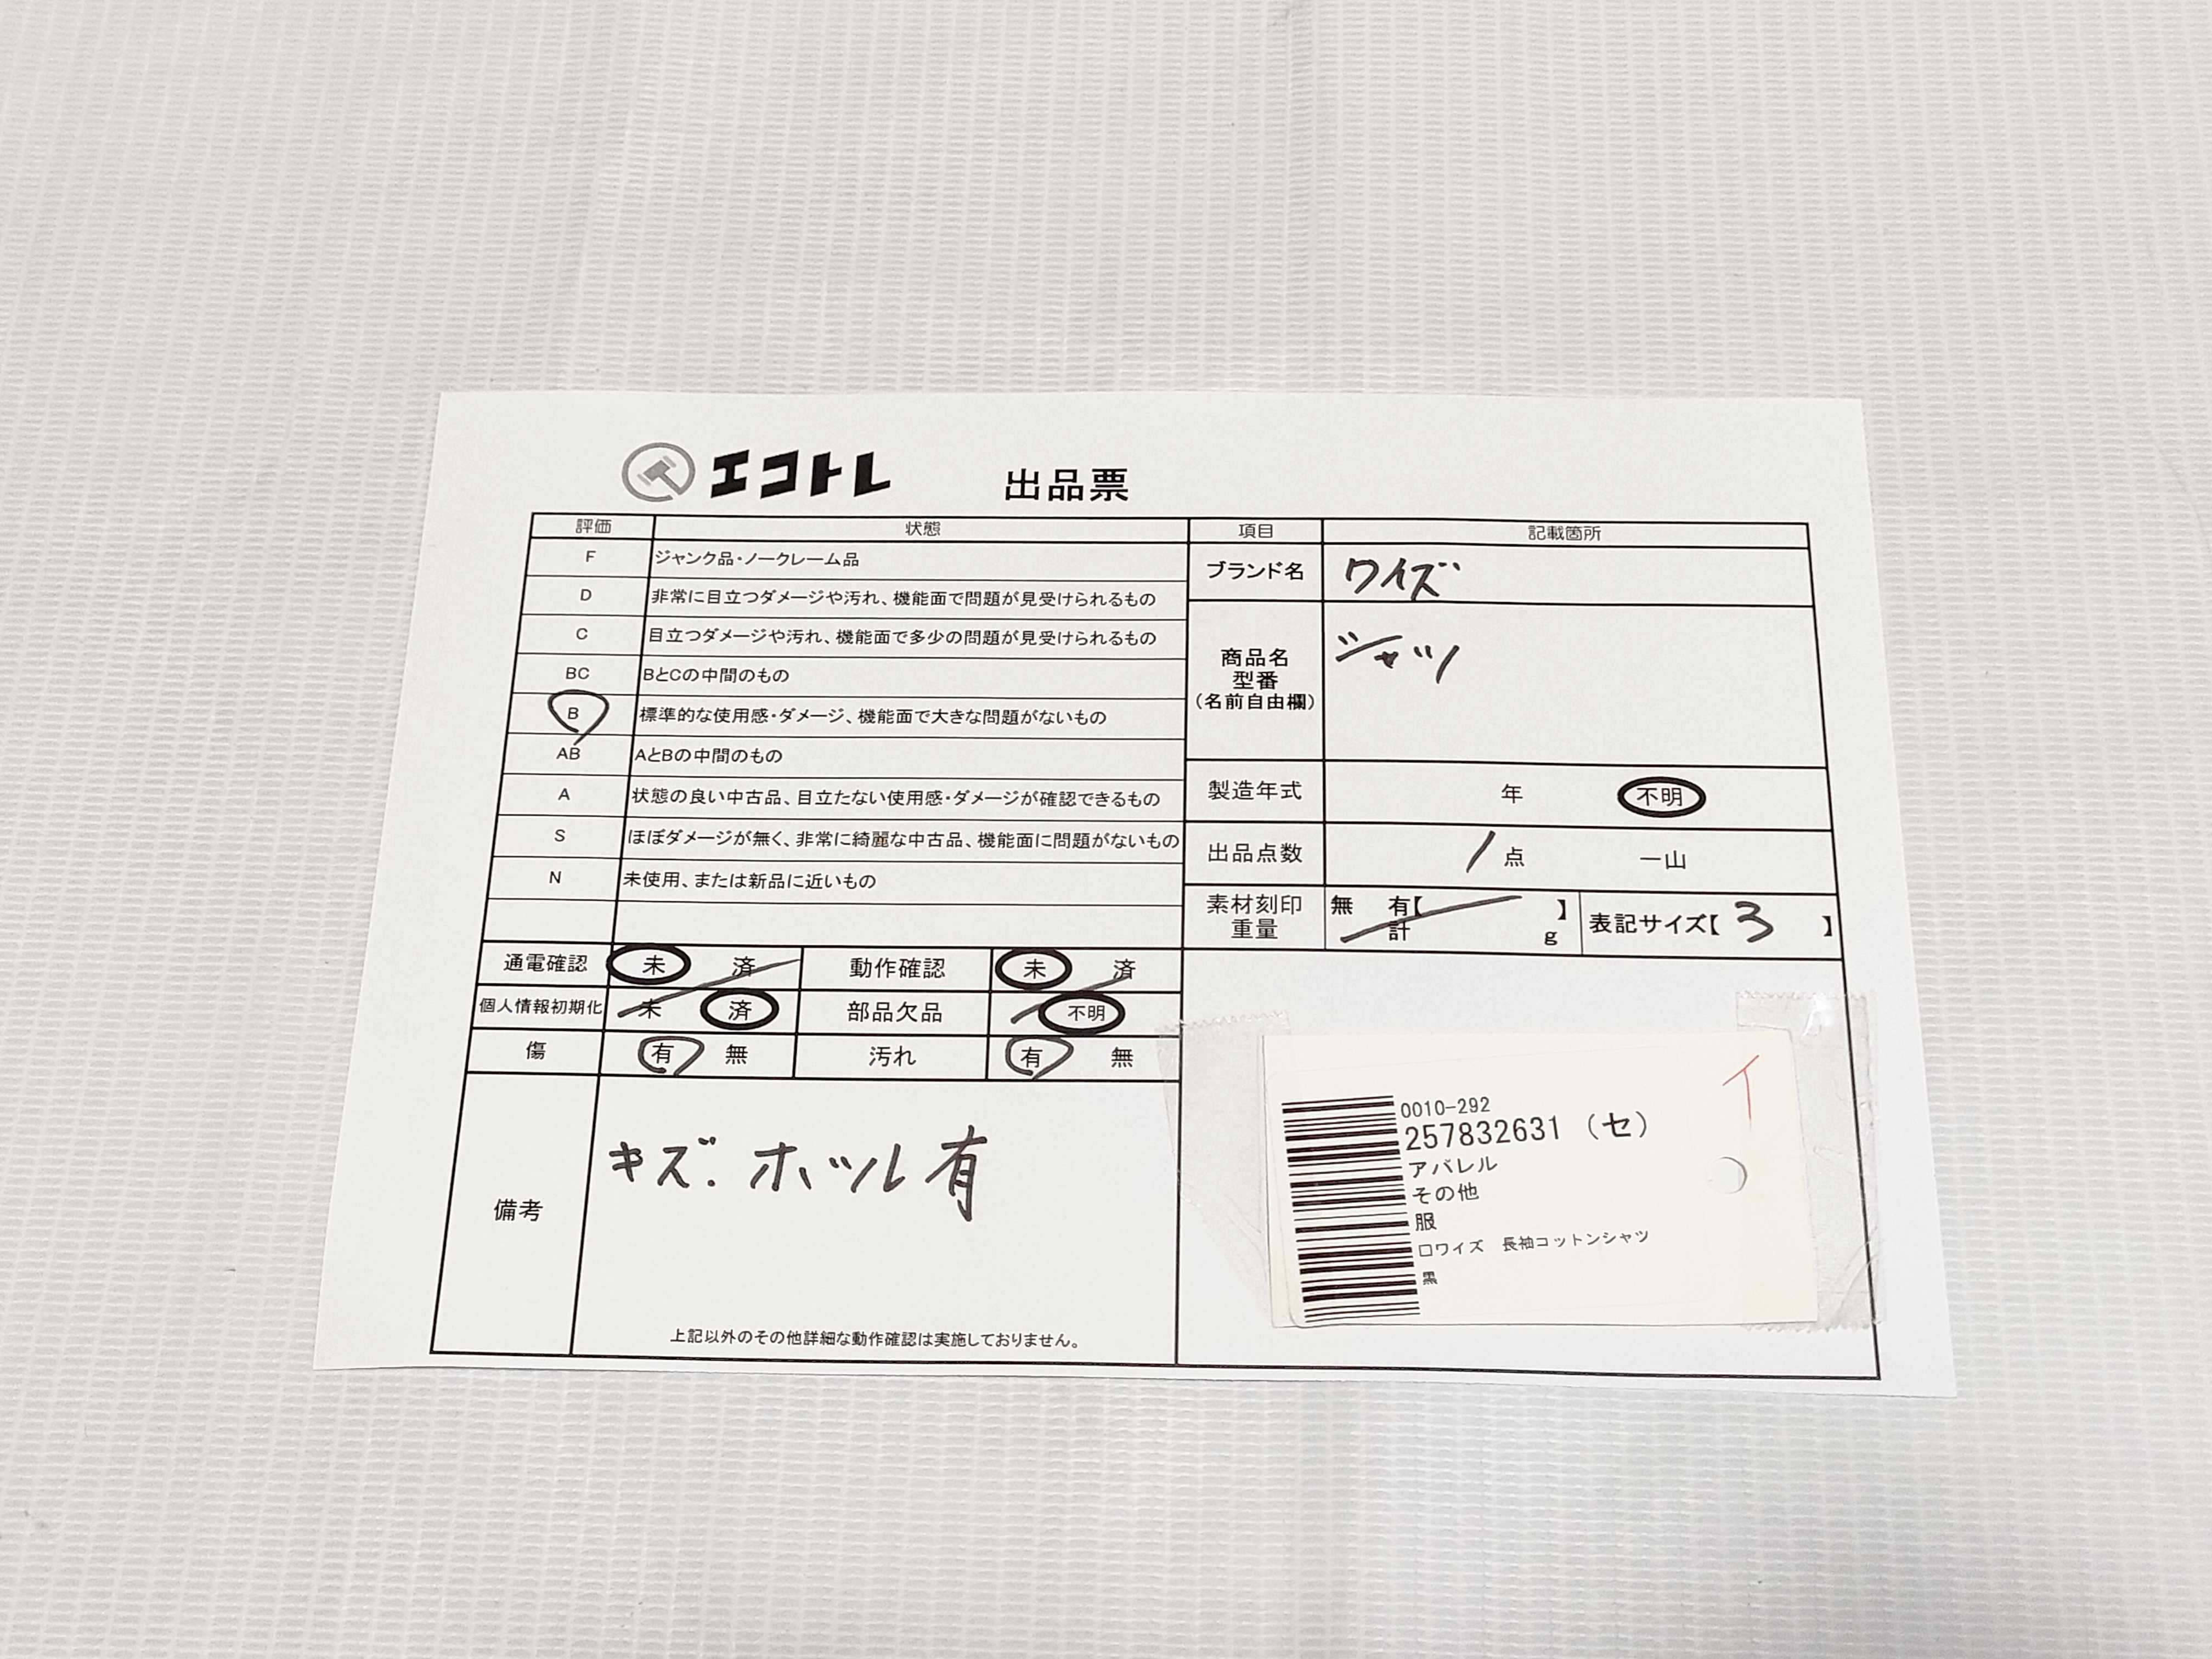 エコトレ 出品票
評価 状態 項目 記載箇所
F ジャンク品・ノークレーム品
D 非常に目立つダメージや汚れ、機能面で問題が見受けられるもの
C 目立つダメージや汚れ、機能面で多少の問題が見受けられるもの
BC BとCの中間のもの
B 標準的な使用感・ダメージ、機能面で大きな問題がないもの
AB AとBの中間のもの
A 状態の良い中古品、目立たない使用感・ダメージが確認できるもの
S ほぼダメージが無く、非常に綺麗な中古品、機能面に問題がないもの
N 未使用、または新品に近いもの
ブランド名 ワイズ
商品名
型番
(名前自由欄)
シャツ
製造年式 年 不明
出品点数 1 点 一山
素材刻印
重量
無 有【 】
計 g
表記サイズ【 3 】
通電確認 未 済 動作確認 未 済
個人情報初期化 未 済 部品欠品 不明
傷 有 無 汚れ 有 無
備考
キズ.ホツレ有
上記以外のその他詳細な動作確認は実施しておりません。
イ
0010-292
257832631 (セ)
アパレル
その他
服
□ワイズ 長袖コットンシャツ
黒